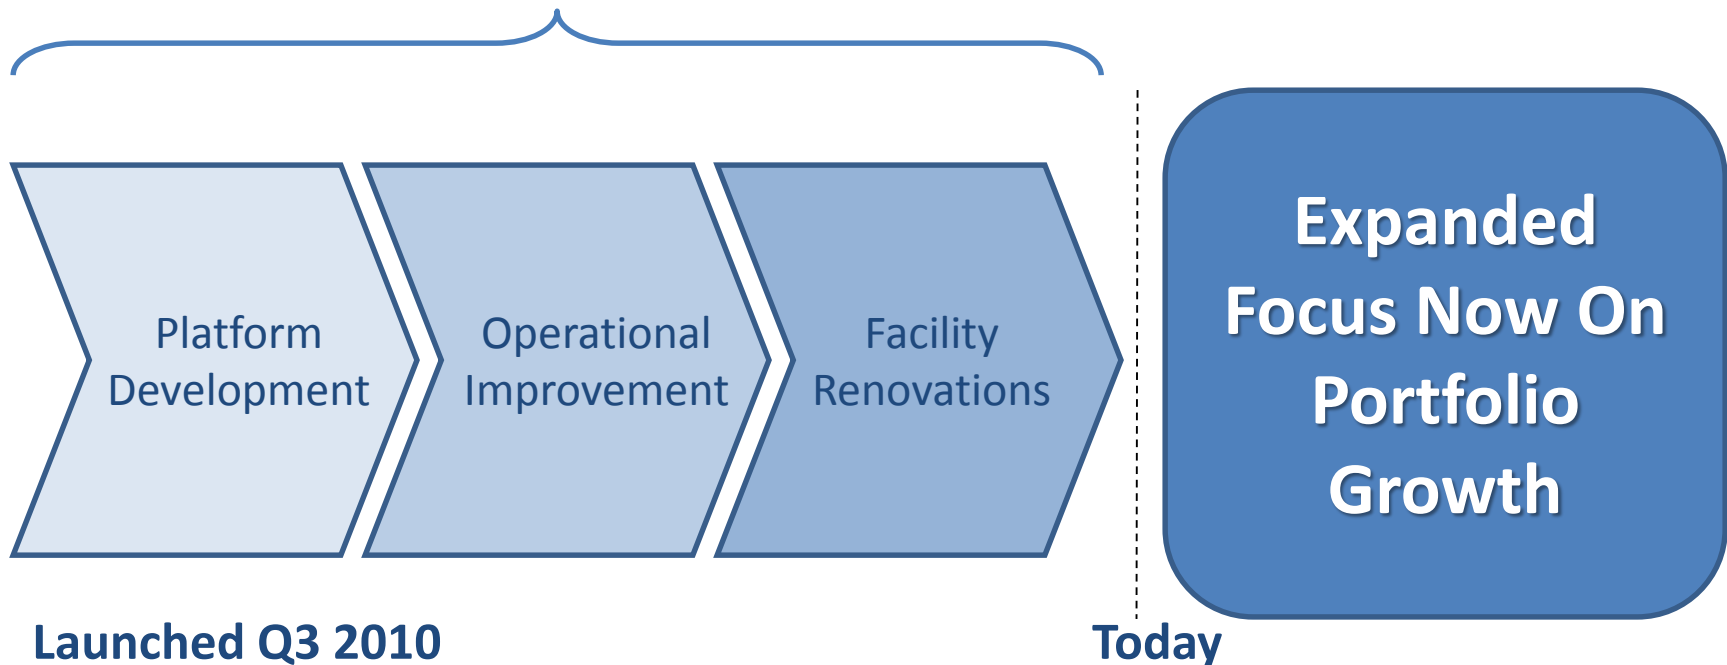 Platform
Development
Operational
Improvement
Facility
Renovations
Expanded
Focus Now On
Portfolio
Growth
Launched Q3 2010
Today